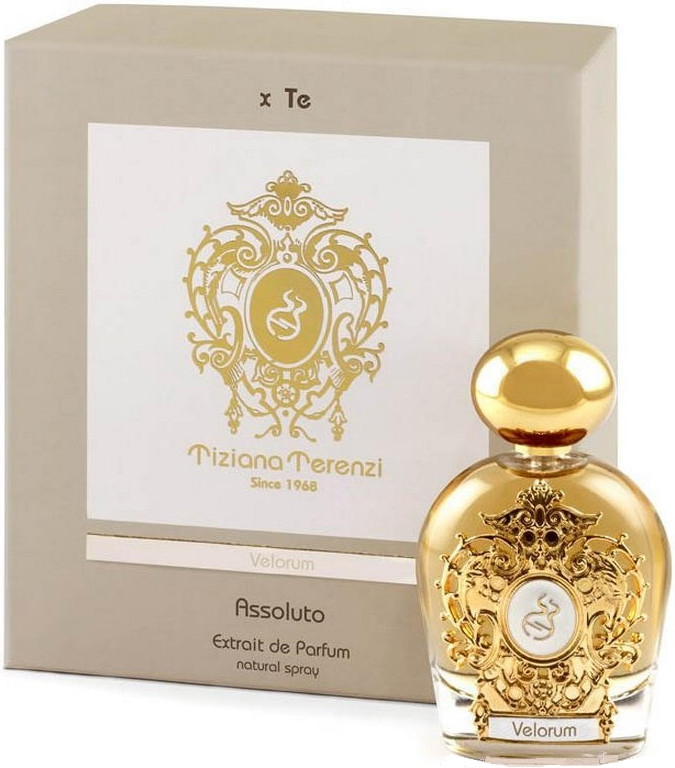 x Te
Tiziana Terenzi
Since 1968
Velorum
Assoluto
Extrait de Parfum
natural spray
Velorum